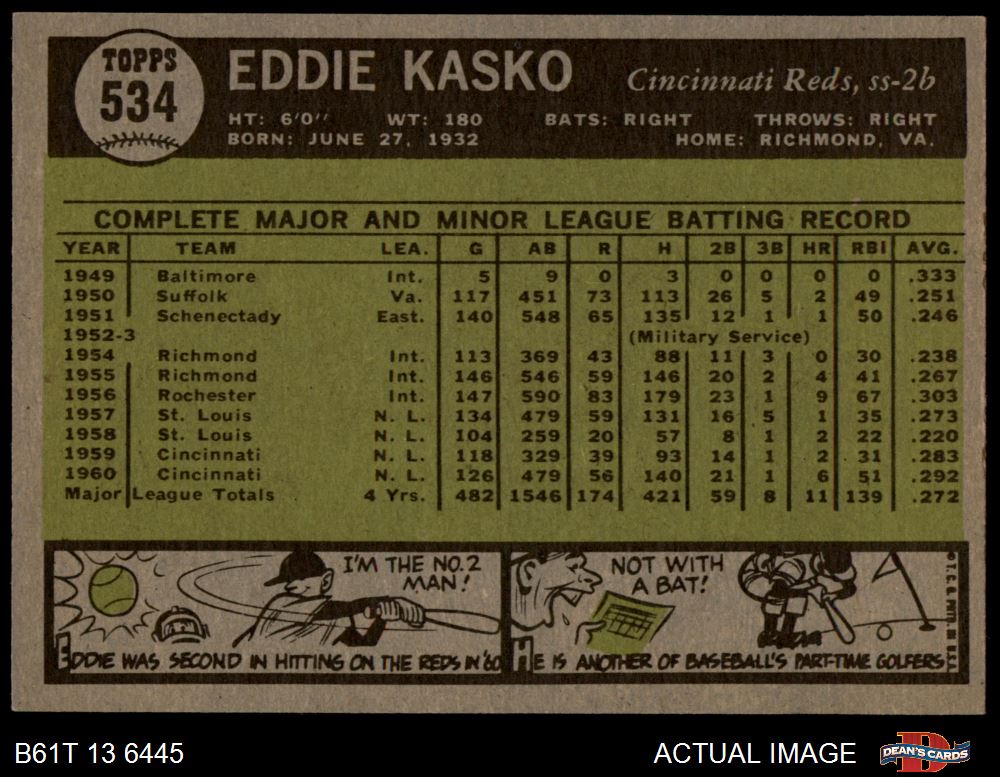 TOPPS
534
EDDIE KASKO
Cincinnati Reds, ss-2b
HT: 6'0" WT: 180 BATS: RIGHT THROWS: RIGHT
BORN: JUNE 27, 1932 HOME: RICHMOND, VA.
COMPLETE MAJOR AND MINOR LEAGUE BATTING RECORD
YEAR TEAM LEA. G AB R H 2B 3B HR RBI AVG.
1949 Baltimore Int. 5 9 0 3 0 0 0 0 .333
1950 Suffolk Va. 117 451 73 113 26 5 2 49 .251
1951 Schenectady East. 140 548 65 135 12 1 1 50 .246
1952-3 (Military Service)
1954 Richmond Int. 113 369 43 88 11 3 0 30 .238
1955 Richmond Int. 146 546 59 146 20 2 4 41 .267
1956 Rochester Int. 147 590 83 179 23 1 9 67 .303
1957 St. Louis N. L. 134 479 59 131 16 5 1 35 .273
1958 St. Louis N. L. 104 259 20 57 8 1 2 22 .220
1959 Cincinnati N. L. 118 329 39 93 14 1 2 31 .283
1960 Cincinnati N. L. 126 479 56 140 21 1 6 51 .292
Major League Totals 4 Yrs. 482 1546 174 421 59 8 11 139 .272
I'M THE NO.2
MAN!
EDDIE WAS SECOND IN HITTING ON THE REDS IN '60
NOT WITH
A BAT!
HE IS ANOTHER OF BASEBALL'S PART-TIME GOLFERS
© T. C. G. PRTD. IN U.S.A.
B61T 13 6445
ACTUAL IMAGE
DEAN'S CARDS